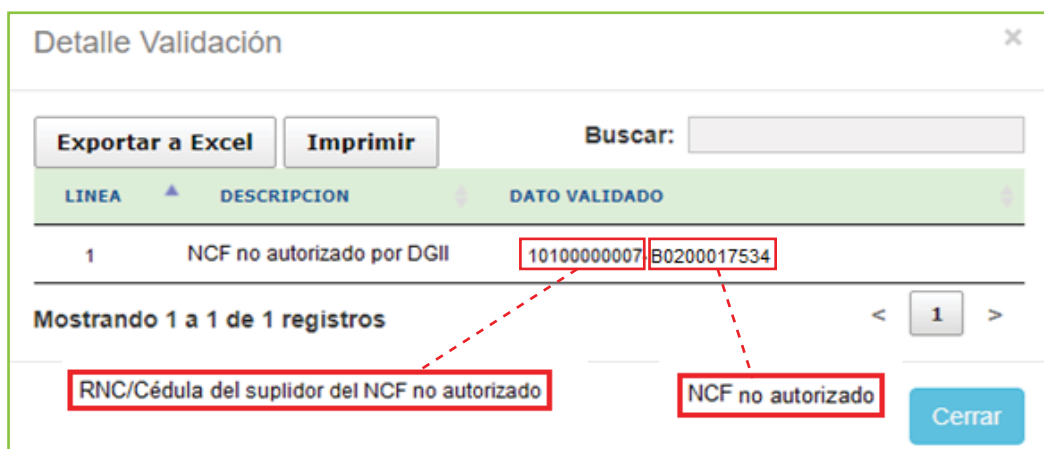 Detalle Validación ×
Exportar a Excel Imprimir Buscar:
LINEA DESCRIPCION DATO VALIDADO
1 NCF no autorizado por DGII 10100000007-B0200017534
Mostrando 1 a 1 de 1 registros < 1 >
RNC/Cédula del suplidor del NCF no autorizado NCF no autorizado
Cerrar